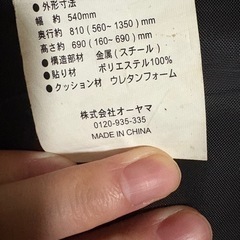 ●外形寸法
幅 約 540mm
奥行約 810(560~1350)mm
高さ約 690(160~690)mm
●構造部材 金属(スチール)
●貼り材 ポリエステル100%
●クッション材 ウレタンフォーム
株式会社オーヤマ
0120-935-335
MADE IN CHINA